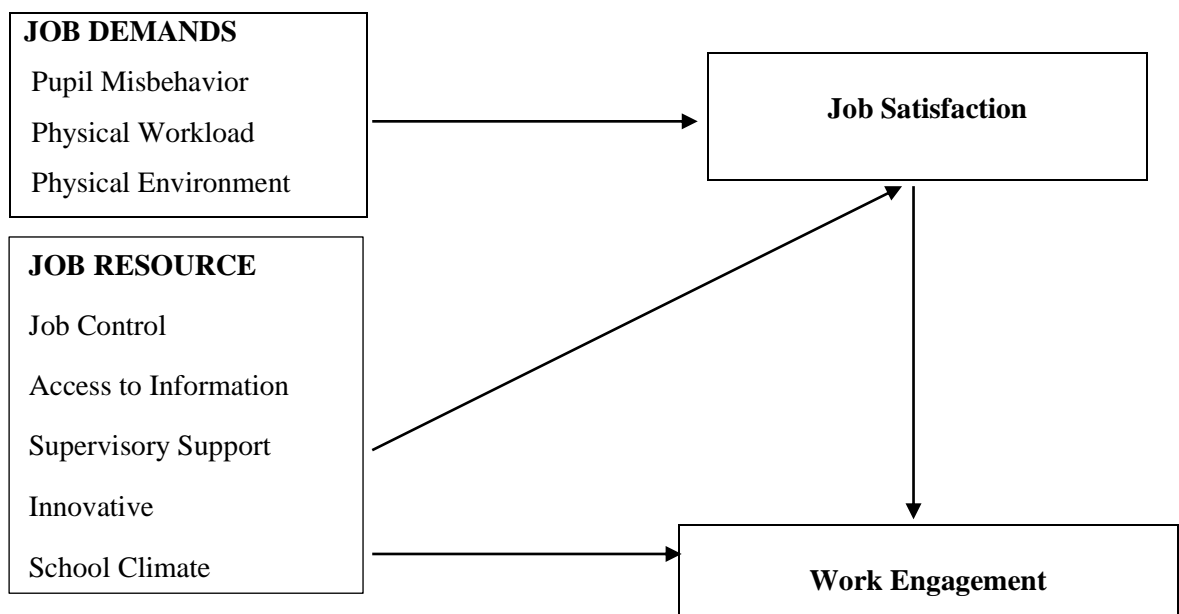 JOB DEMANDS
Pupil Misbehavior
Physical Workload
Physical Environment
Job Satisfaction
JOB RESOURCE
Job Control
Access to Information
Supervisory Support
Innovative
School Climate
Work Engagement